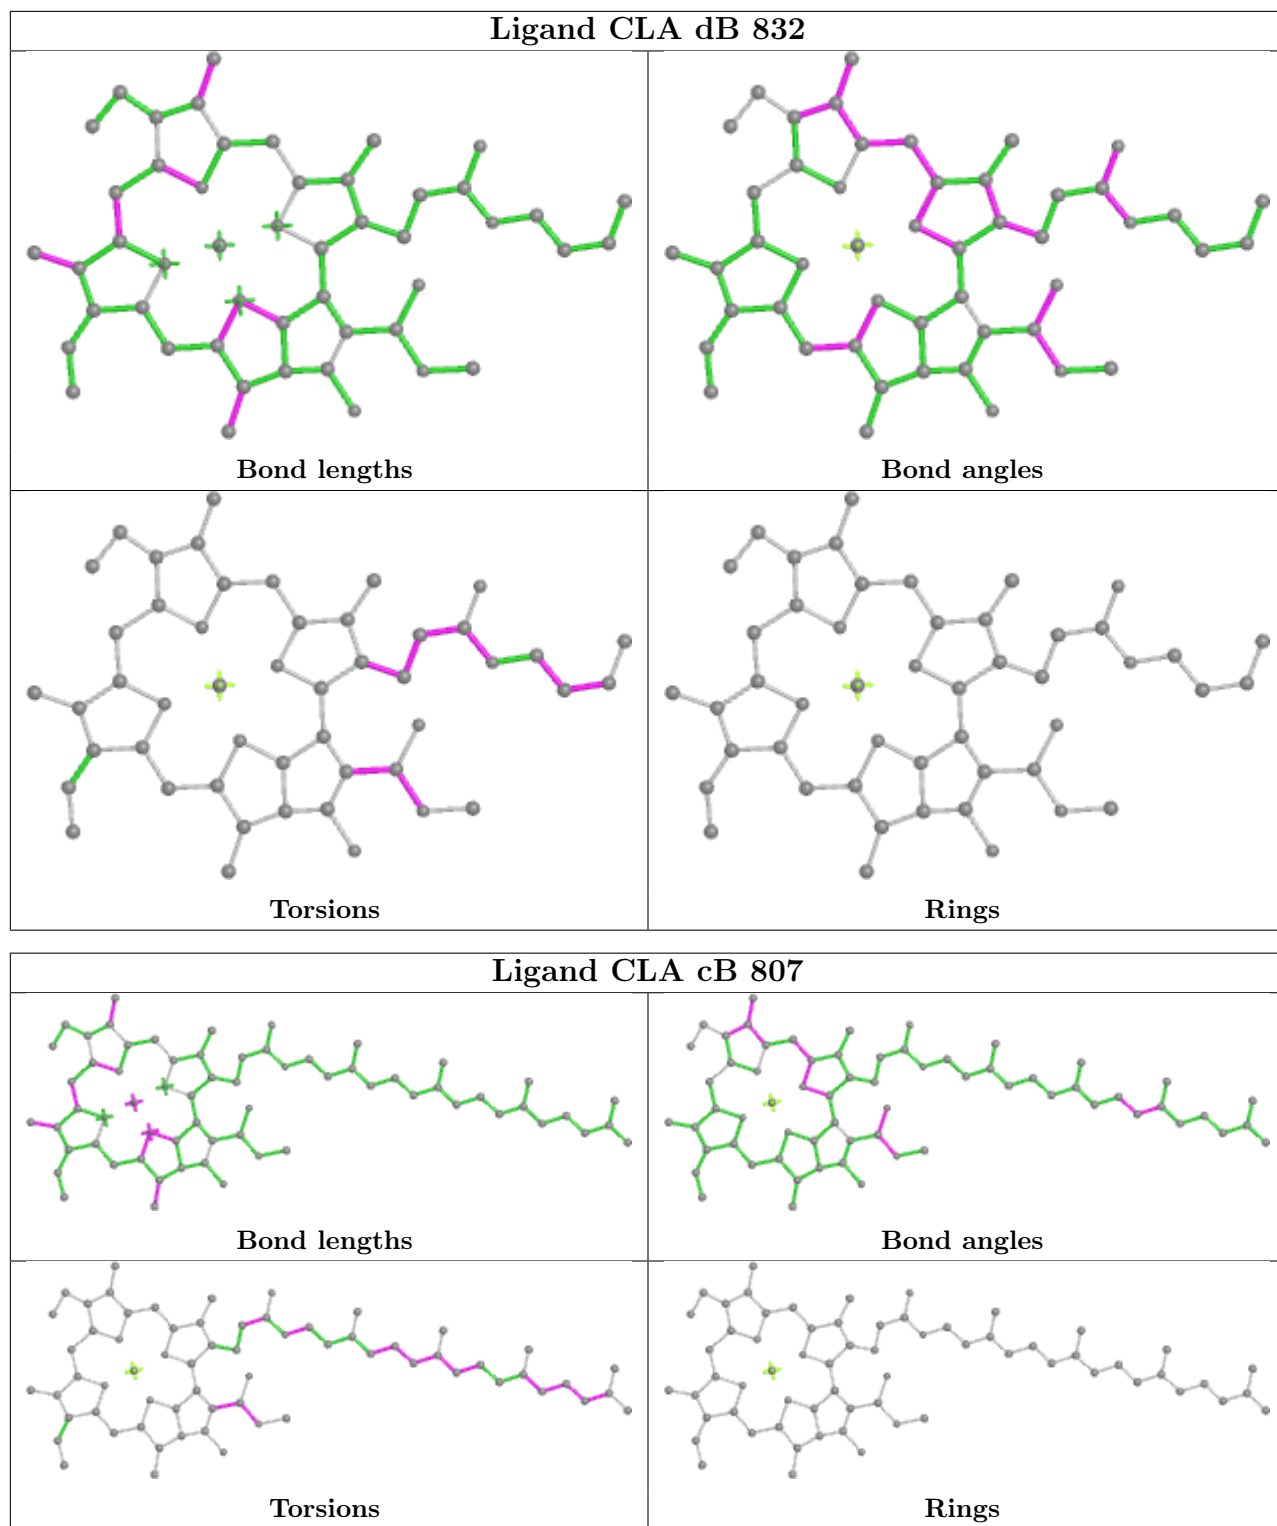 Ligand CLA dB 832
Bond lengths
Bond angles
Torsions
Rings
Ligand CLA cB 807
Bond lengths
Bond angles
Torsions
Rings